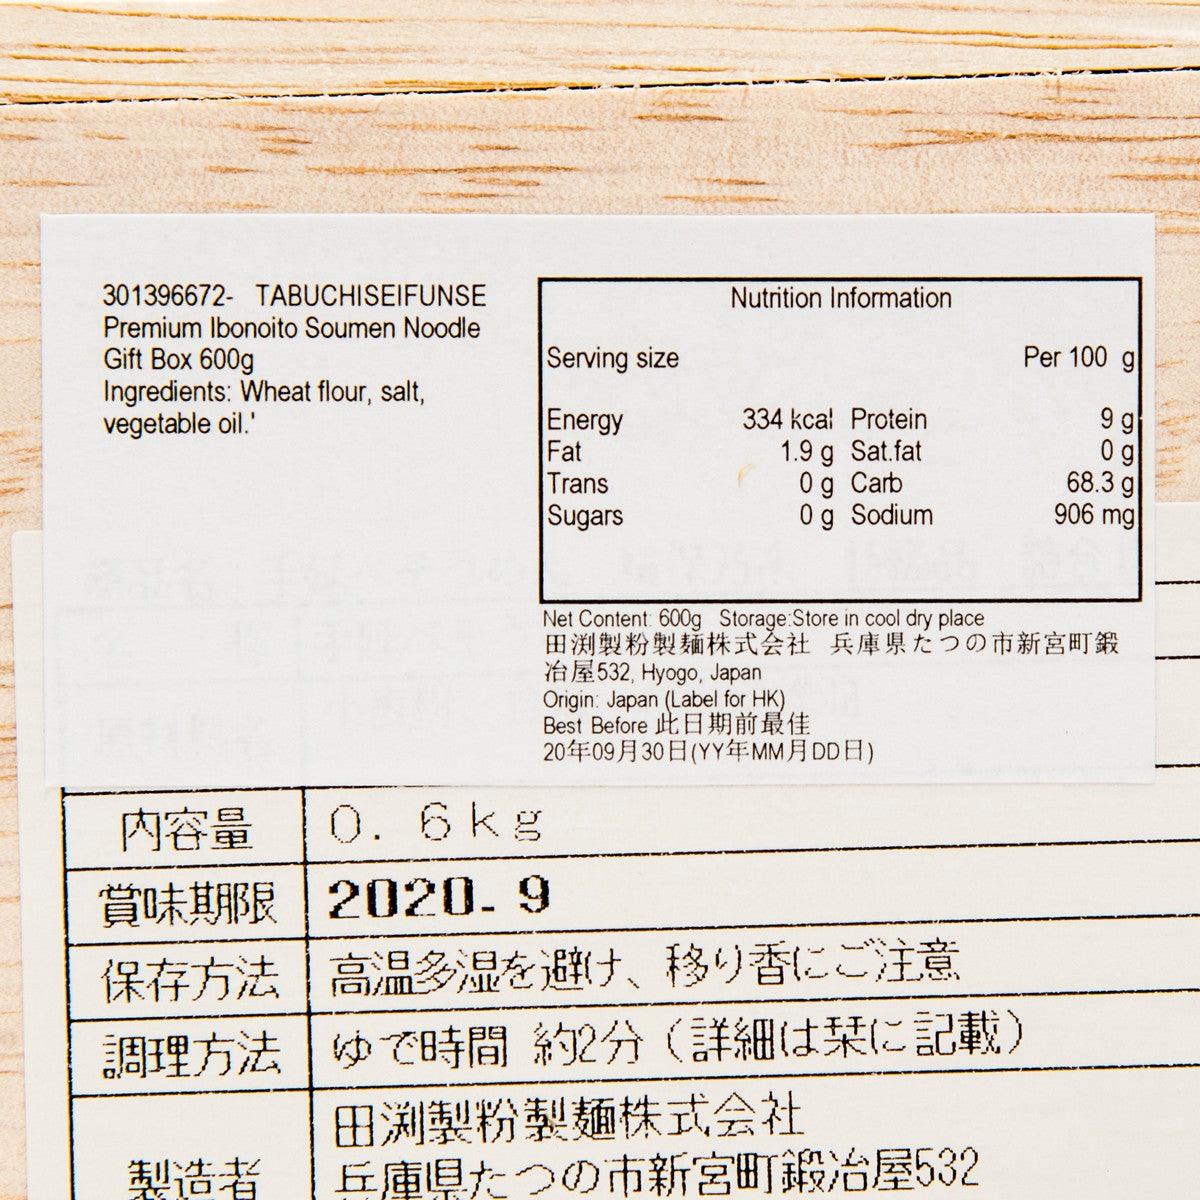 301396672- TABUCHISEIFUNSE
Premium Ibonoito Soumen Noodle
Gift Box 600g
Ingredients: Wheat flour, salt,
vegetable oil.'
Nutrition Information
Serving size Per 100 g
Energy 334 kcal Protein 9 g
Fat 1.9 g Sat.fat 0 g
Trans 0 g Carb 68.3 g
Sugars 0 g Sodium 906 mg
Net Content: 600g Storage:Store in cool dry place
田渕製粉製麺株式会社 兵庫県たつの市新宮町鍛
冶屋532, Hyogo, Japan
Origin: Japan (Label for HK)
Best Before 此日期前最佳
20年09月30日(YY年MM月DD日)
内容量 0.6kg
賞味期限 2020.9
保存方法 高温多湿を避け、移り香にご注意
調理方法 ゆで時間 約2分(詳細は栞に記載)
田渕製粉製麺株式会社
製造者 兵庫県たつの市新宮町鍛冶屋532